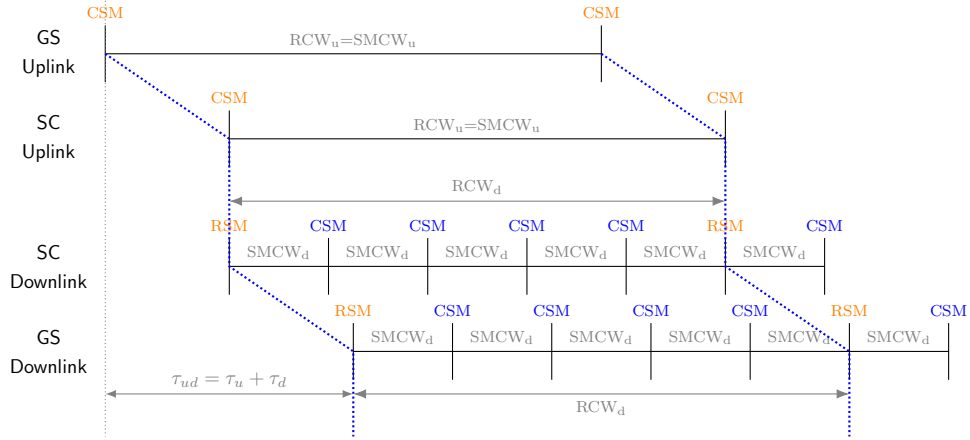 CSM CSM
GS
Uplink
RCWu=SMCWu
CSM CSM
SC
Uplink
RCWu=SMCWu
RCWd
RSM CSM CSM CSM CSM RSM CSM
SC
Downlink
SMCWd SMCWd SMCWd SMCWd SMCWd SMCWd
RSM CSM CSM CSM CSM RSM CSM
GS
Downlink
SMCWd SMCWd SMCWd SMCWd SMCWd SMCWd
τud = τu + τd
RCWd